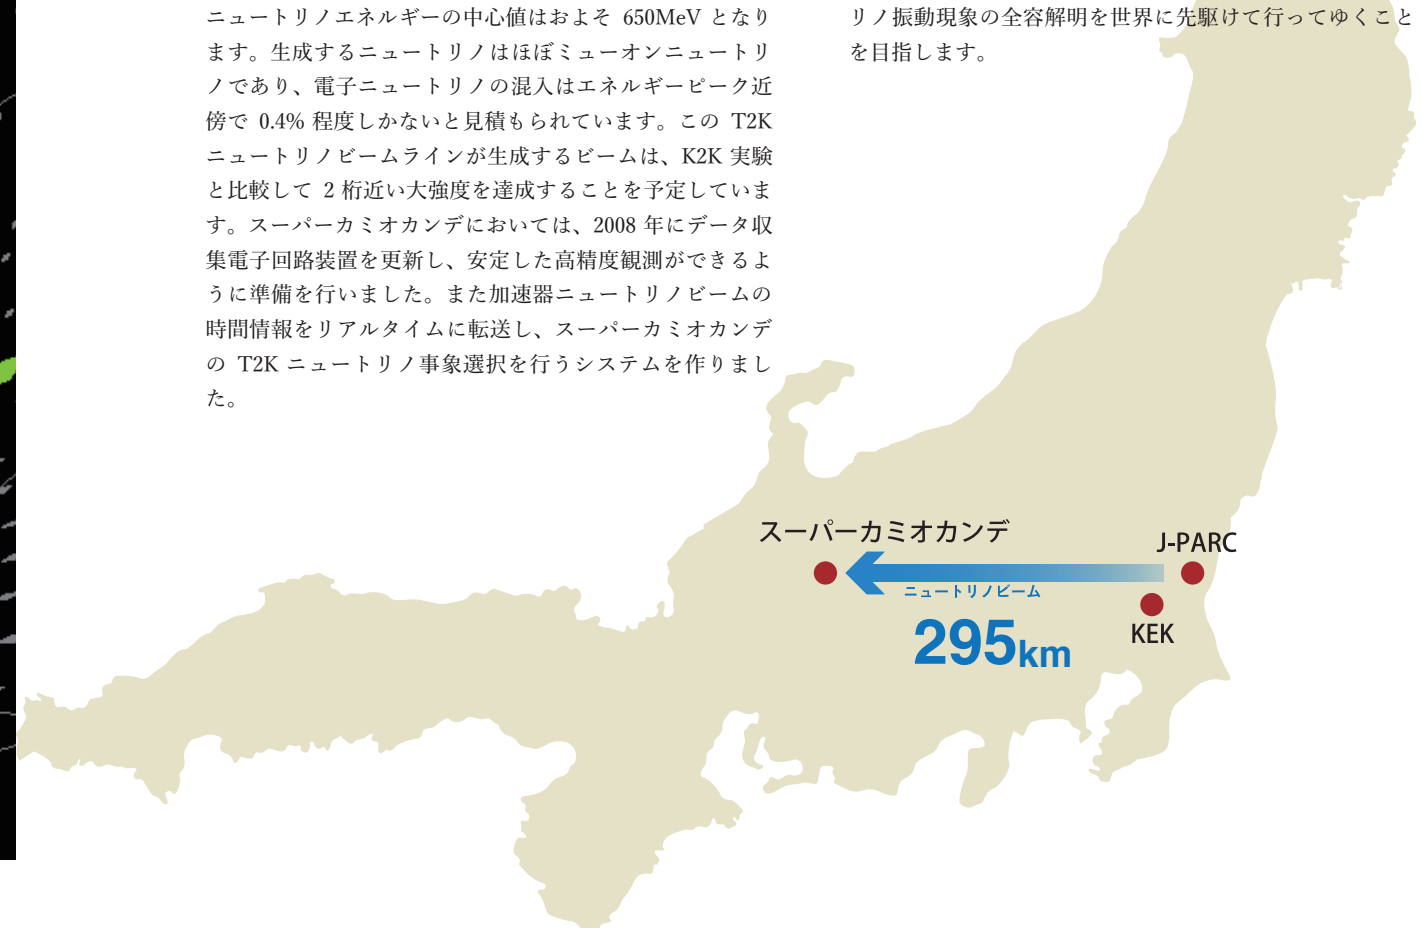 ニュートリノエネルギーの中心値はおよそ 650MeV となり
ます。生成するニュートリノはほぼミューオンニュートリ
ノであり、電子ニュートリノの混入はエネルギーピーク近
傍で 0.4% 程度しかないと見積もられています。この T2K
ニュートリノビームラインが生成するビームは、K2K 実験
と比較して 2 桁近い大強度を達成することを予定していま
す。スーパーカミオカンデにおいては、2008 年にデータ収
集電子回路装置を更新し、安定した高精度観測ができるよ
うに準備を行いました。また加速器ニュートリノビームの
時間情報をリアルタイムに転送し、スーパーカミオカンデ
の T2K ニュートリノ事象選択を行うシステムを作りまし
た。
リノ振動現象の全容解明を世界に先駆けて行ってゆくこと
を目指します。
スーパーカミオカンデ
J-PARC
ニュートリノビーム
295km
KEK